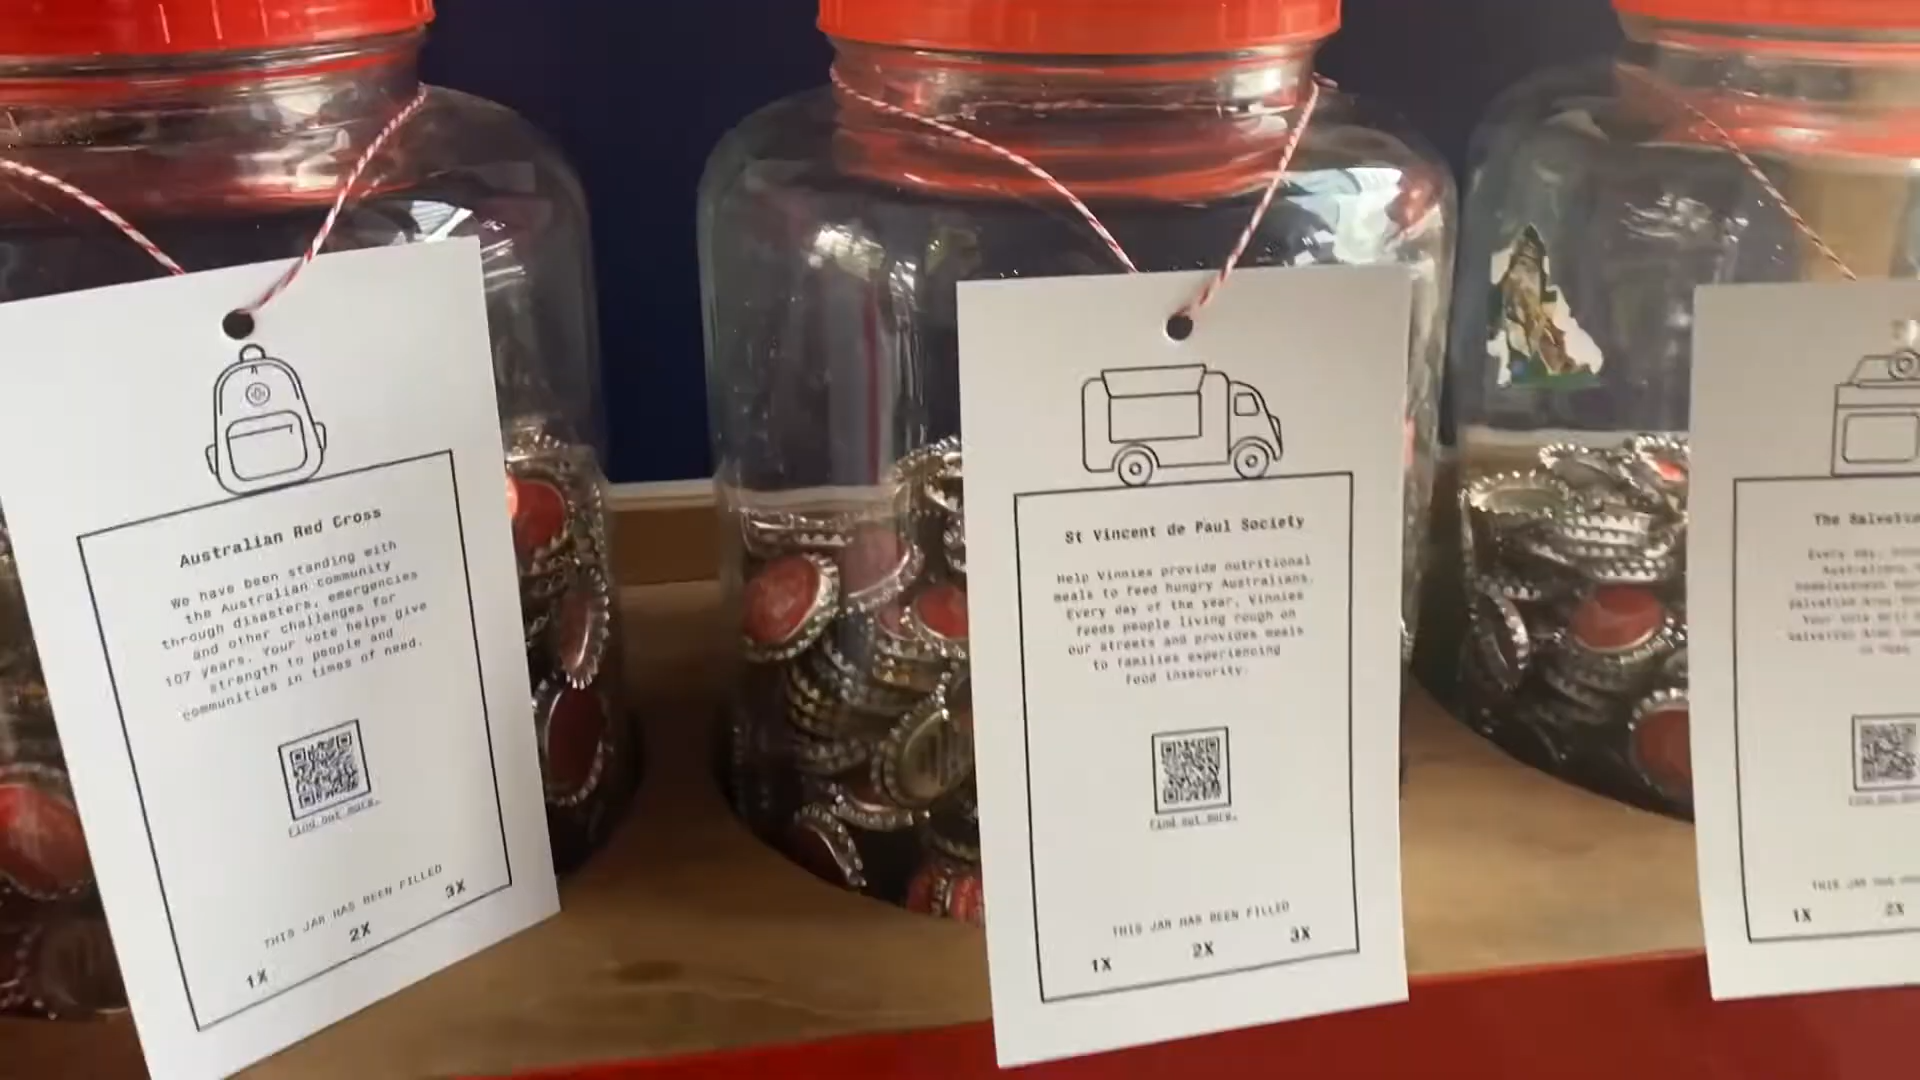 Australian Red Cross
We have been standing with
the Australian community
through disasters, emergencies
and other challenges for
107 years. Your vote helps give
strength to people and
communities in times of need.
Find out more.
THIS JAR HAS BEEN FILLED
1X 2X 3X
St Vincent de Paul Society
Help Vinnies provide nutritional
meals to feed hungry Australians.
Every day of the year, Vinnies
feeds people living rough on
our streets and provides meals
to families experiencing
food insecurity.
Find out more.
THIS JAR HAS BEEN FILLED
1X 2X 3X
The
Every day,
THIS JAR HAS
1X 2X